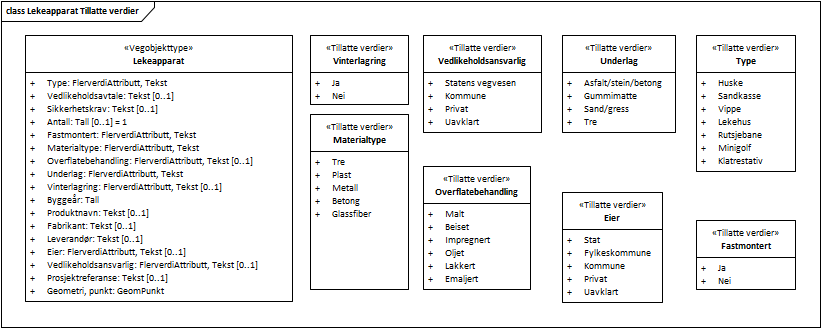 class Lekeapparat Tillatte verdier
«Vegobjekttype»
Lekeapparat
+ Type: FlerverdiAttributt, Tekst
+ Vedlikeholdsavtale: Tekst [0..1]
+ Sikkerhetskrav: Tekst [0..1]
+ Antall: Tall [0..1] = 1
+ Fastmontert: FlerverdiAttributt, Tekst
+ Materialtype: FlerverdiAttributt, Tekst
+ Overflatebehandling: FlerverdiAttributt, Tekst [0..1]
+ Underlag: FlerverdiAttributt, Tekst
+ Vinterlagring: FlerverdiAttributt, Tekst [0..1]
+ Byggeår: Tall
+ Produktnavn: Tekst [0..1]
+ Fabrikant: Tekst [0..1]
+ Leverandør: Tekst [0..1]
+ Eier: FlerverdiAttributt, Tekst [0..1]
+ Vedlikeholdsansvarlig: FlerverdiAttributt, Tekst [0..1]
+ Prosjektreferanse: Tekst [0..1]
+ Geometri, punkt: GeomPunkt
«Tillatte verdier»
Vinterlagring
+ Ja
+ Nei
«Tillatte verdier»
Materialtype
+ Tre
+ Plast
+ Metall
+ Betong
+ Glassfiber
«Tillatte verdier»
Vedlikeholdsansvarlig
+ Statens vegvesen
+ Kommune
+ Privat
+ Uavklart
«Tillatte verdier»
Overflatebehandling
+ Malt
+ Beiset
+ Impregnert
+ Oljet
+ Lakkert
+ Emaljert
«Tillatte verdier»
Underlag
+ Asfalt/stein/betong
+ Gummimatte
+ Sand/gress
+ Tre
«Tillatte verdier»
Eier
+ Stat
+ Fylkeskommune
+ Kommune
+ Privat
+ Uavklart
«Tillatte verdier»
Type
+ Huske
+ Sandkasse
+ Vippe
+ Lekehus
+ Rutsjebane
+ Minigolf
+ Klatrestativ
«Tillatte verdier»
Fastmontert
+ Ja
+ Nei